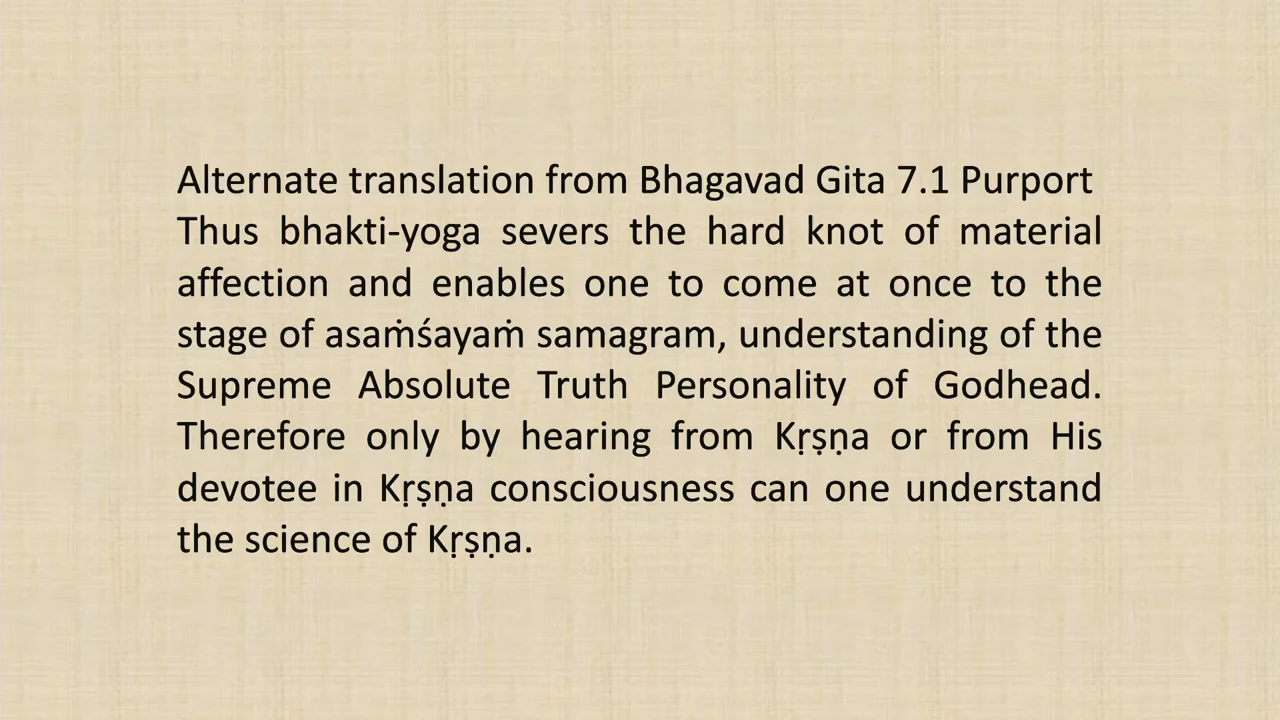 Alternate translation from Bhagavad Gita 7.1 Purport
Thus bhakti-yoga severs the hard knot of material
affection and enables one to come at once to the
stage of asaṁśayaṁ samagram, understanding of the
Supreme Absolute Truth Personality of Godhead.
Therefore only by hearing from Kṛṣṇa or from His
devotee in Kṛṣṇa consciousness can one understand
the science of Kṛṣṇa.